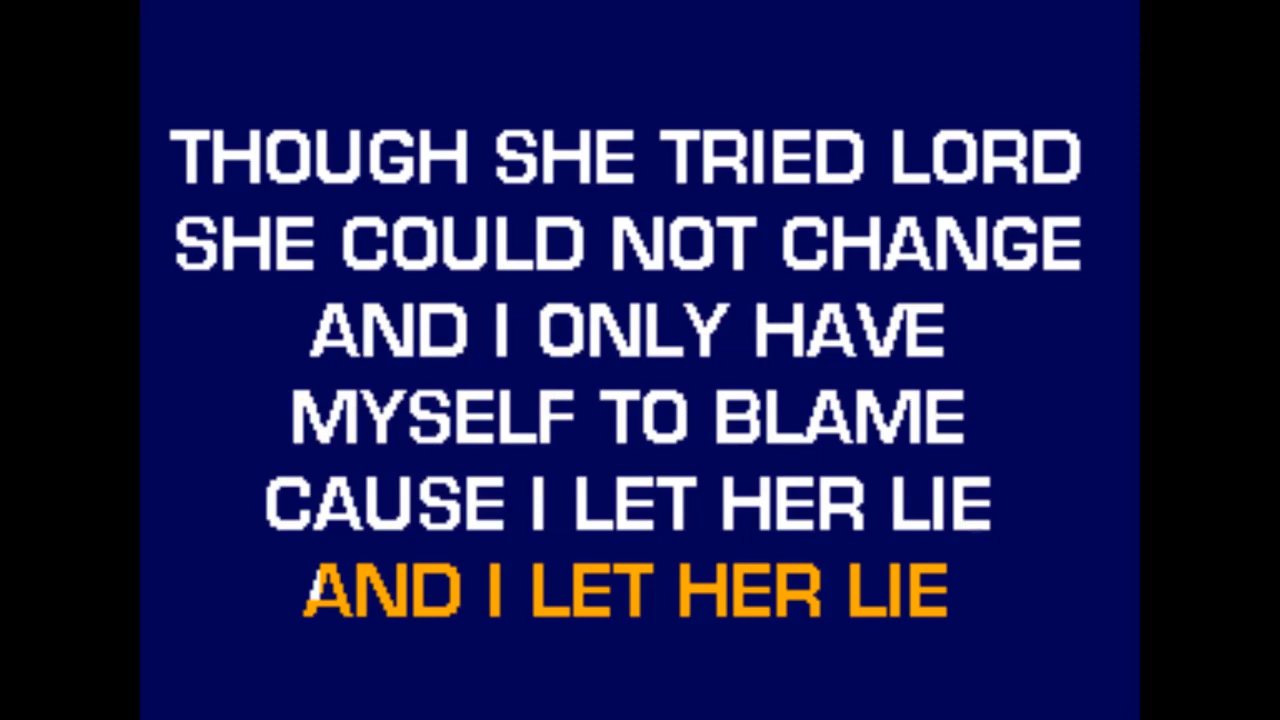 THOUGH SHE TRIED LORD
SHE COULD NOT CHANGE
AND I ONLY HAVE
MYSELF TO BLAME
CAUSE I LET HER LIE
AND I LET HER LIE